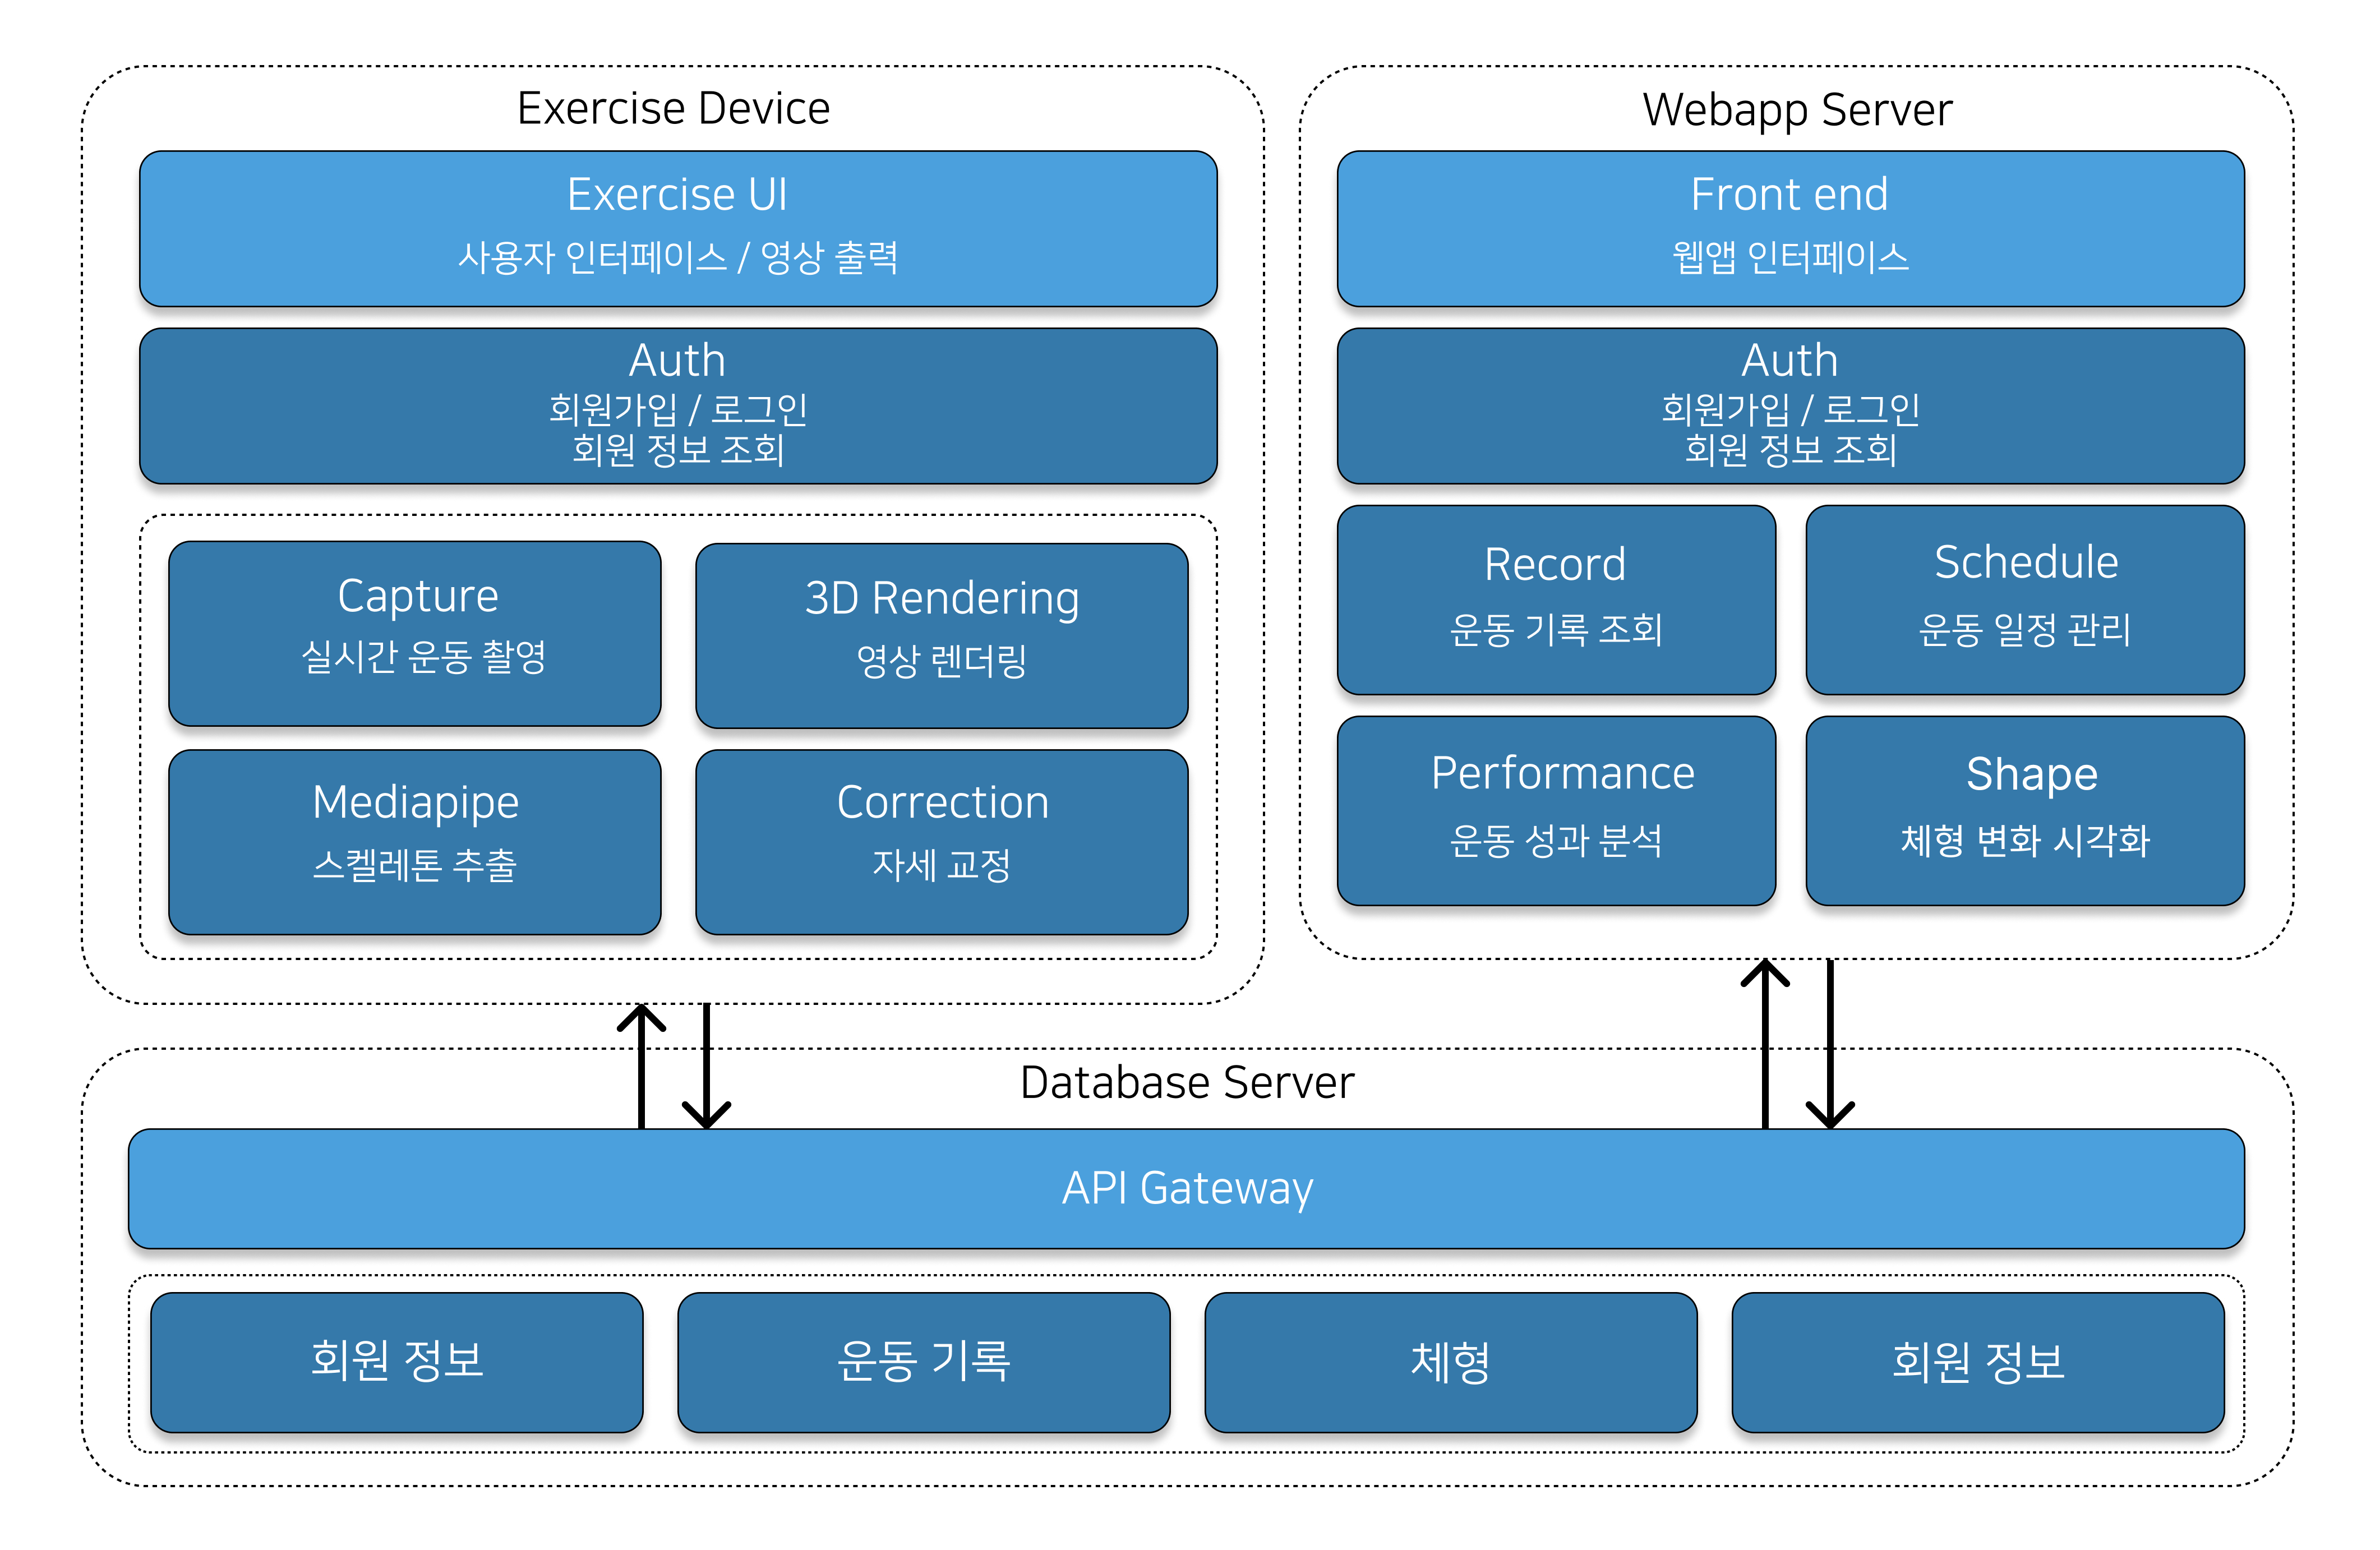 Exercise Device
Exercise UI
사용자 인터페이스 / 영상 출력
Auth
회원가입 / 로그인
회원 정보 조회
Capture
실시간 운동 촬영
3D Rendering
영상 렌더링
Mediapipe
스켈레톤 추출
Correction
자세 교정
Webapp Server
Front end
웹앱 인터페이스
Auth
회원가입 / 로그인
회원 정보 조회
Record
운동 기록 조회
Schedule
운동 일정 관리
Performance
운동 성과 분석
Shape
체형 변화 시각화
Database Server
API Gateway
회원 정보
운동 기록
체형
회원 정보